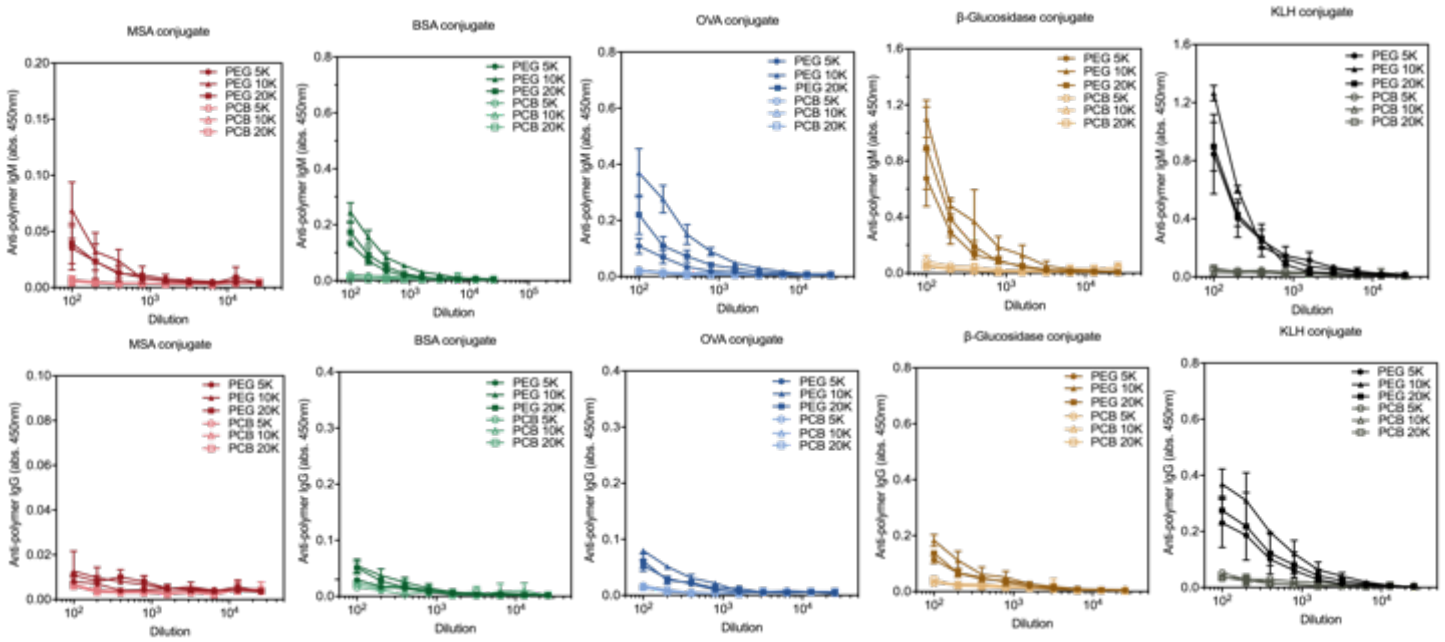 MSA conjugate
Anti-polymer IgM (abs. 450nm)
0.20
0.15
0.10
0.05
0.00
10²
10³
10⁴
Dilution
PEG 5K
PEG 10K
PEG 20K
PCB 5K
PCB 10K
PCB 20K
BSA conjugate
Anti-polymer IgM (abs. 450nm)
0.8
0.6
0.4
0.2
0.0
10²
10³
10⁴
10⁵
Dilution
PEG 5K
PEG 10K
PEG 20K
PCB 5K
PCB 10K
PCB 20K
OVA conjugate
Anti-polymer IgM (abs. 450nm)
0.8
0.6
0.4
0.2
0.0
10²
10³
10⁴
Dilution
PEG 5K
PEG 10K
PEG 20K
PCB 5K
PCB 10K
PCB 20K
β-Glucosidase conjugate
Anti-polymer IgM (abs. 450nm)
1.6
1.2
0.8
0.4
0.0
10²
10³
10⁴
Dilution
PEG 5K
PEG 10K
PEG 20K
PCB 5K
PCB 10K
PCB 20K
KLH conjugate
Anti-polymer IgM (abs. 450nm)
1.6
1.2
0.8
0.4
0.0
10²
10³
10⁴
Dilution
PEG 5K
PEG 10K
PEG 20K
PCB 5K
PCB 10K
PCB 20K
MSA conjugate
Anti-polymer IgG (abs. 450nm)
0.10
0.08
0.06
0.04
0.02
0.00
10²
10³
10⁴
Dilution
PEG 5K
PEG 10K
PEG 20K
PCB 5K
PCB 10K
PCB 20K
BSA conjugate
Anti-polymer IgG (abs. 450nm)
0.4
0.3
0.2
0.1
0.0
10²
10³
10⁴
Dilution
PEG 5K
PEG 10K
PEG 20K
PCB 5K
PCB 10K
PCB 20K
OVA conjugate
Anti-polymer IgG (abs. 450nm)
0.4
0.3
0.2
0.1
0.0
10²
10³
10⁴
Dilution
PEG 5K
PEG 10K
PEG 20K
PCB 5K
PCB 10K
PCB 20K
β-Glucosidase conjugate
Anti-polymer IgG (abs. 450nm)
0.8
0.6
0.4
0.2
0.0
10²
10³
10⁴
Dilution
PEG 5K
PEG 10K
PEG 20K
PCB 5K
PCB 10K
PCB 20K
KLH conjugate
Anti-polymer IgG (abs. 450nm)
0.8
0.6
0.4
0.2
0.0
10²
10³
10⁴
Dilution
PEG 5K
PEG 10K
PEG 20K
PCB 5K
PCB 10K
PCB 20K